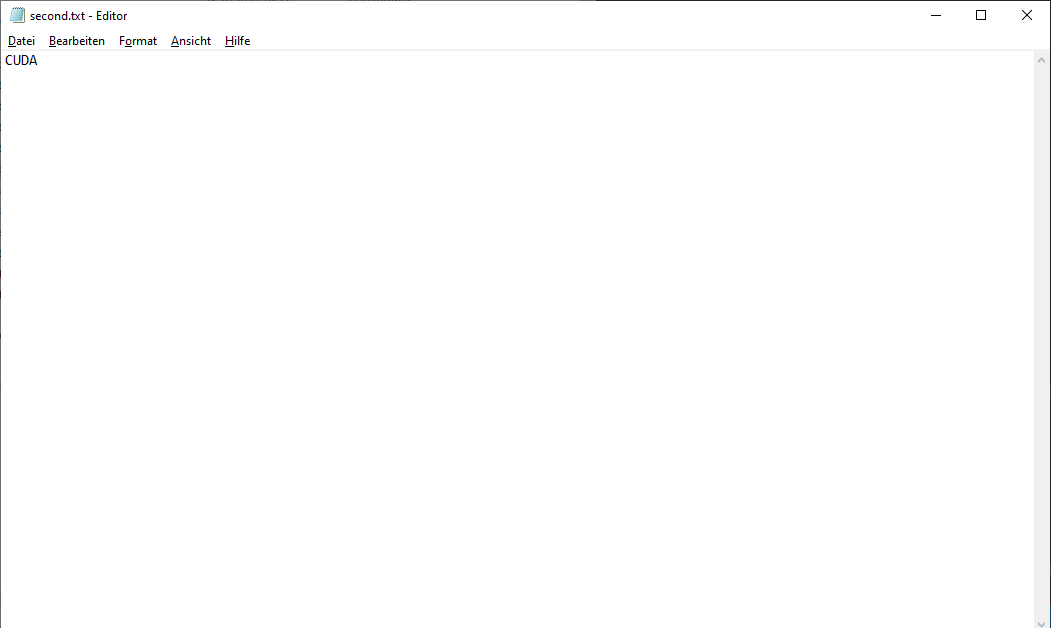 second.txt - Editor
Datei Bearbeiten Format Ansicht Hilfe
CUDA